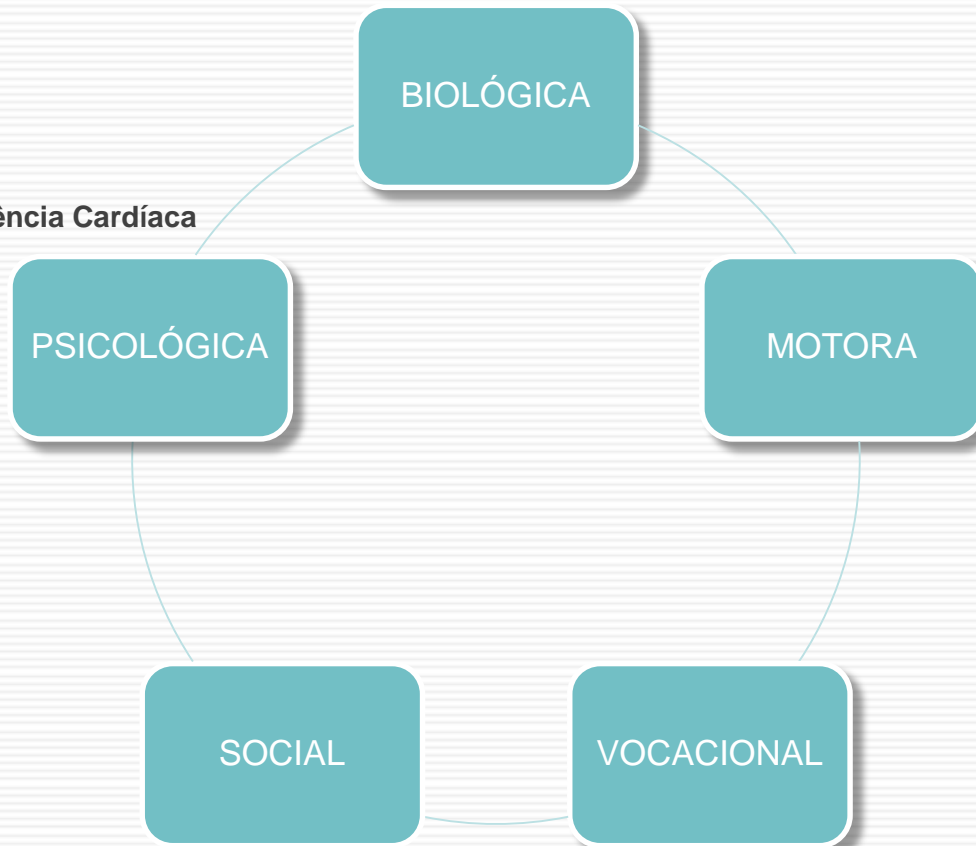 BIOLÓGICA
ência Cardíaca
PSICOLÓGICA
MOTORA
SOCIAL
VOCACIONAL